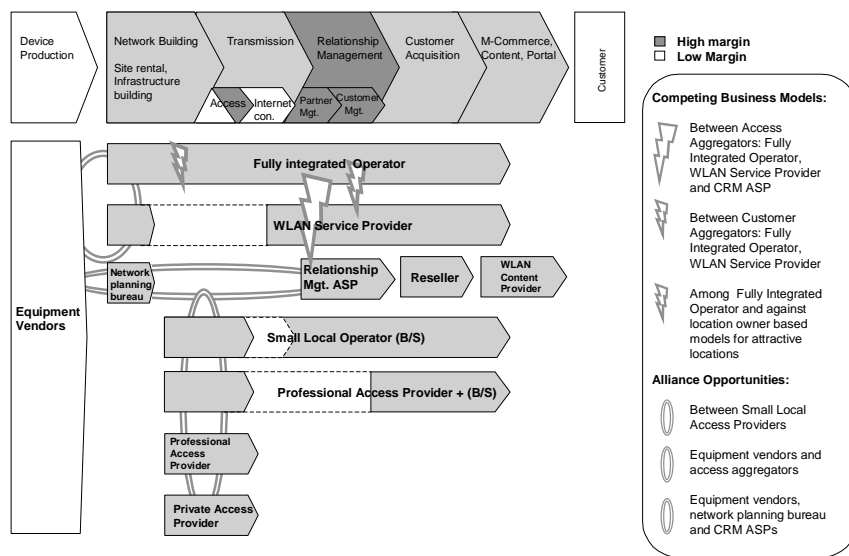 Device
Production
Network Building
Site rental,
Infrastructure
building
Transmission
Access
Internet
con.
Relationship
Management
Partner
Mgt.
Customer
Mgt.
Customer
Acquisition
M-Commerce,
Content, Portal
Customer
High margin
Low Margin
Equipment
Vendors
Fully integrated Operator
WLAN Service Provider
Network
planning
bureau
Relationship
Mgt. ASP
Reseller
WLAN
Content
Provider
Small Local Operator (B/S)
Professional Access Provider + (B/S)
Professional
Access
Provider
Private Access
Provider
Competing Business Models:
Between Access
Aggregators: Fully
Integrated Operator,
WLAN Service Provider
and CRM ASP
Between Customer
Aggregators: Fully
Integrated Operator,
WLAN Service Provider
Among Fully Integrated
Operator and against
location owner based
models for attractive
locations
Alliance Opportunities:
Between Small Local
Access Providers
Equipment vendors and
access aggregators
Equipment vendors,
network planning bureau
and CRM ASPs